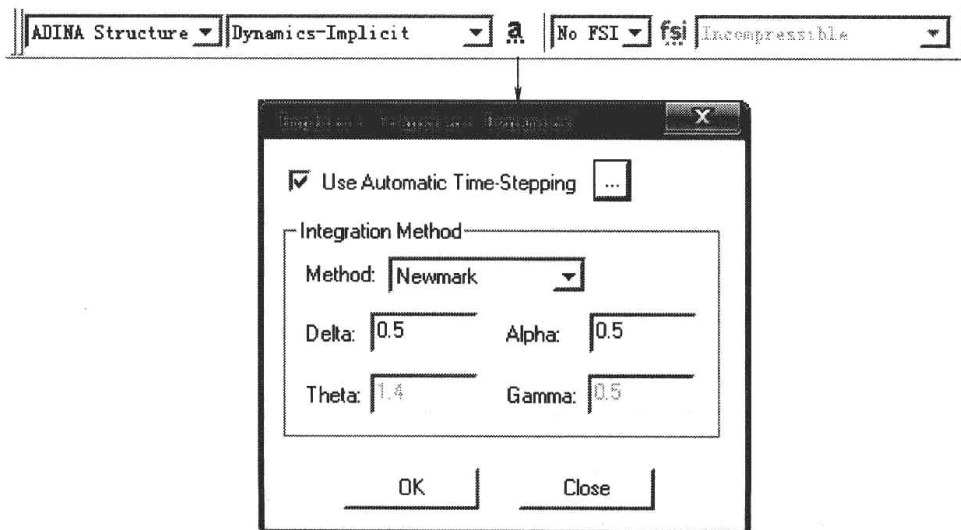 ADINA Structure Dynamics-Implicit a No FSI fsi Incompressible
X
Use Automatic Time-Stepping ...
Integration Method
Method: Newmark
Delta: 0.5 Alpha: 0.5
Theta: 1.4 Gamma: 0.5
OK Close